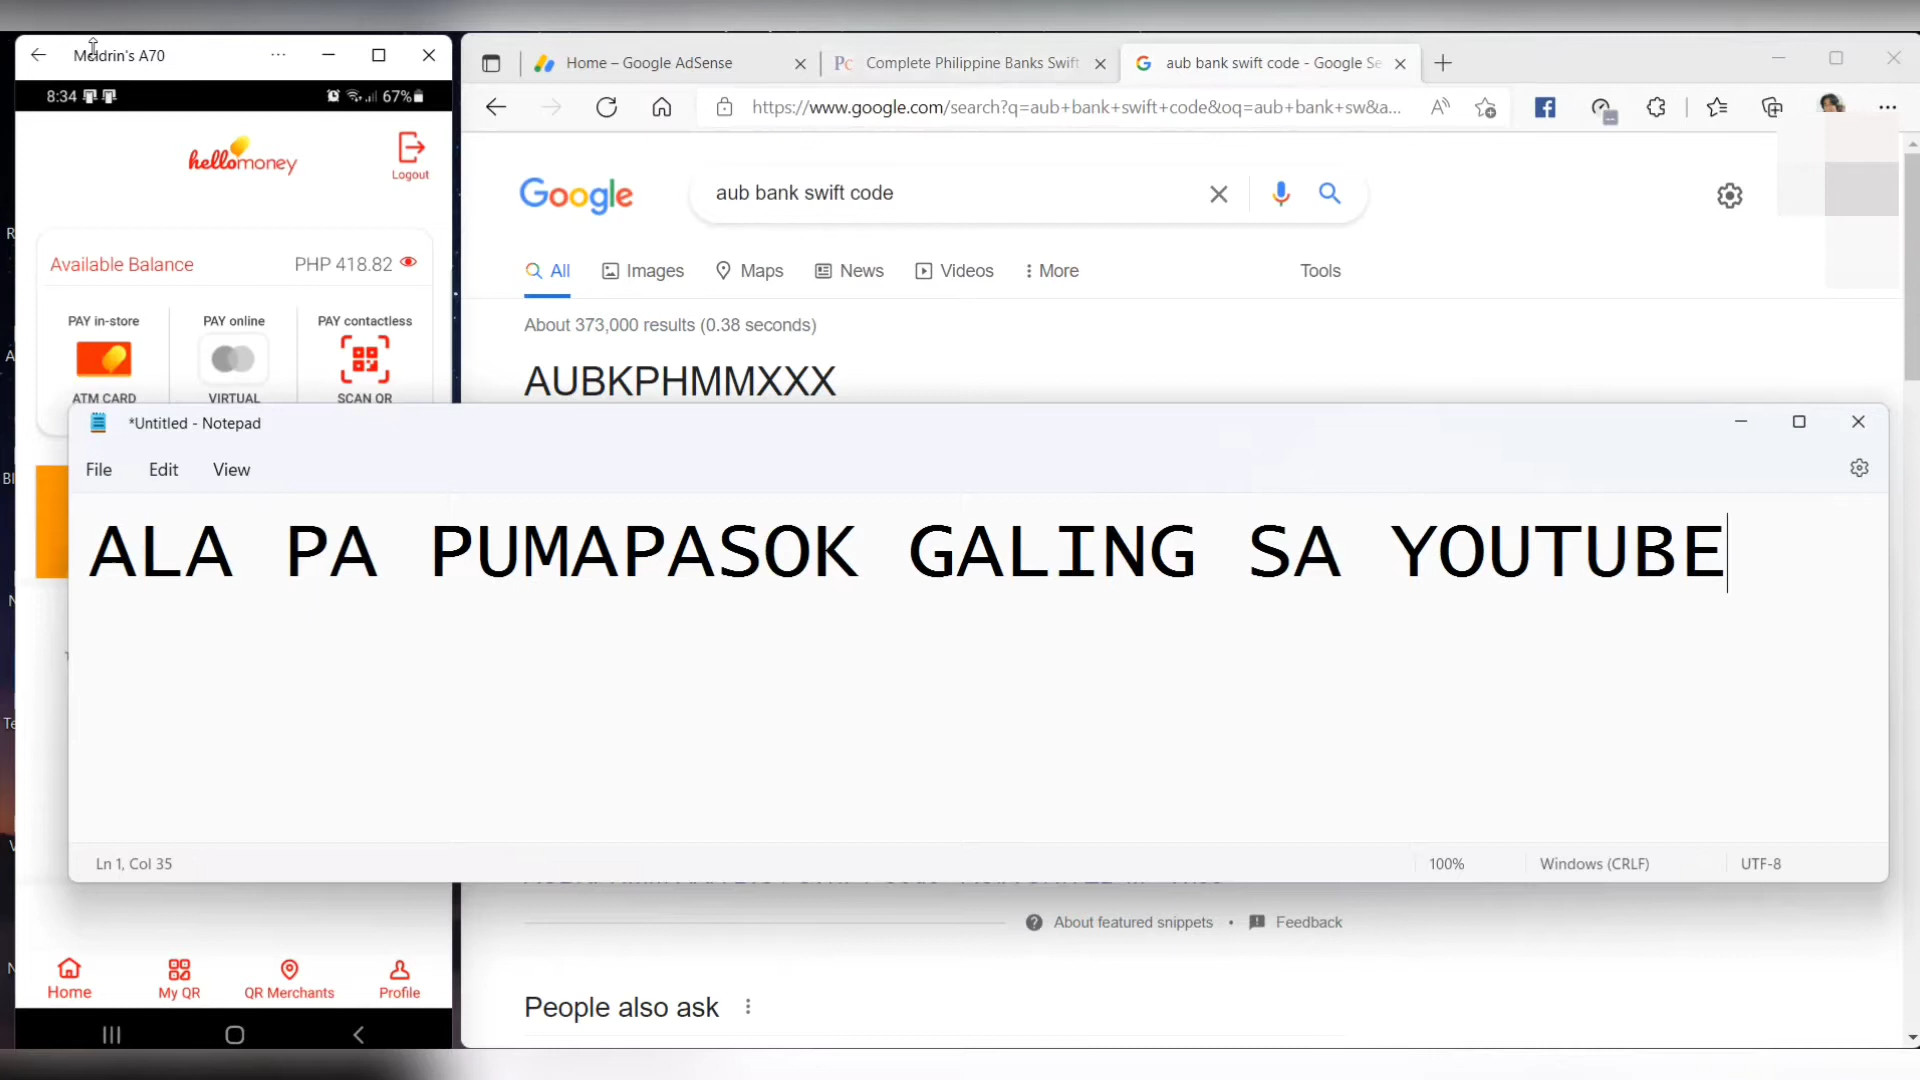 Meldrin's A70
8:34
67%
hellomoney
Logout
Available Balance
PHP 418.82
PAY in-store
PAY online
PAY contactless
ATM CARD
VIRTUAL
SCAN QR
Home
My QR
QR Merchants
Profile
Home – Google AdSense
Complete Philippine Banks Swift
aub bank swift code - Google Se
https://www.google.com/search?q=aub+bank+swift+code&oq=aub+bank+sw&a...
Google
aub bank swift code
All
Images
Maps
News
Videos
More
Tools
About 373,000 results (0.38 seconds)
AUBKPHMMXXX
*Untitled - Notepad
File
Edit
View
ALA PA PUMAPASOK GALING SA YOUTUBE
Ln 1, Col 35
100%
Windows (CRLF)
UTF-8
About featured snippets
Feedback
People also ask